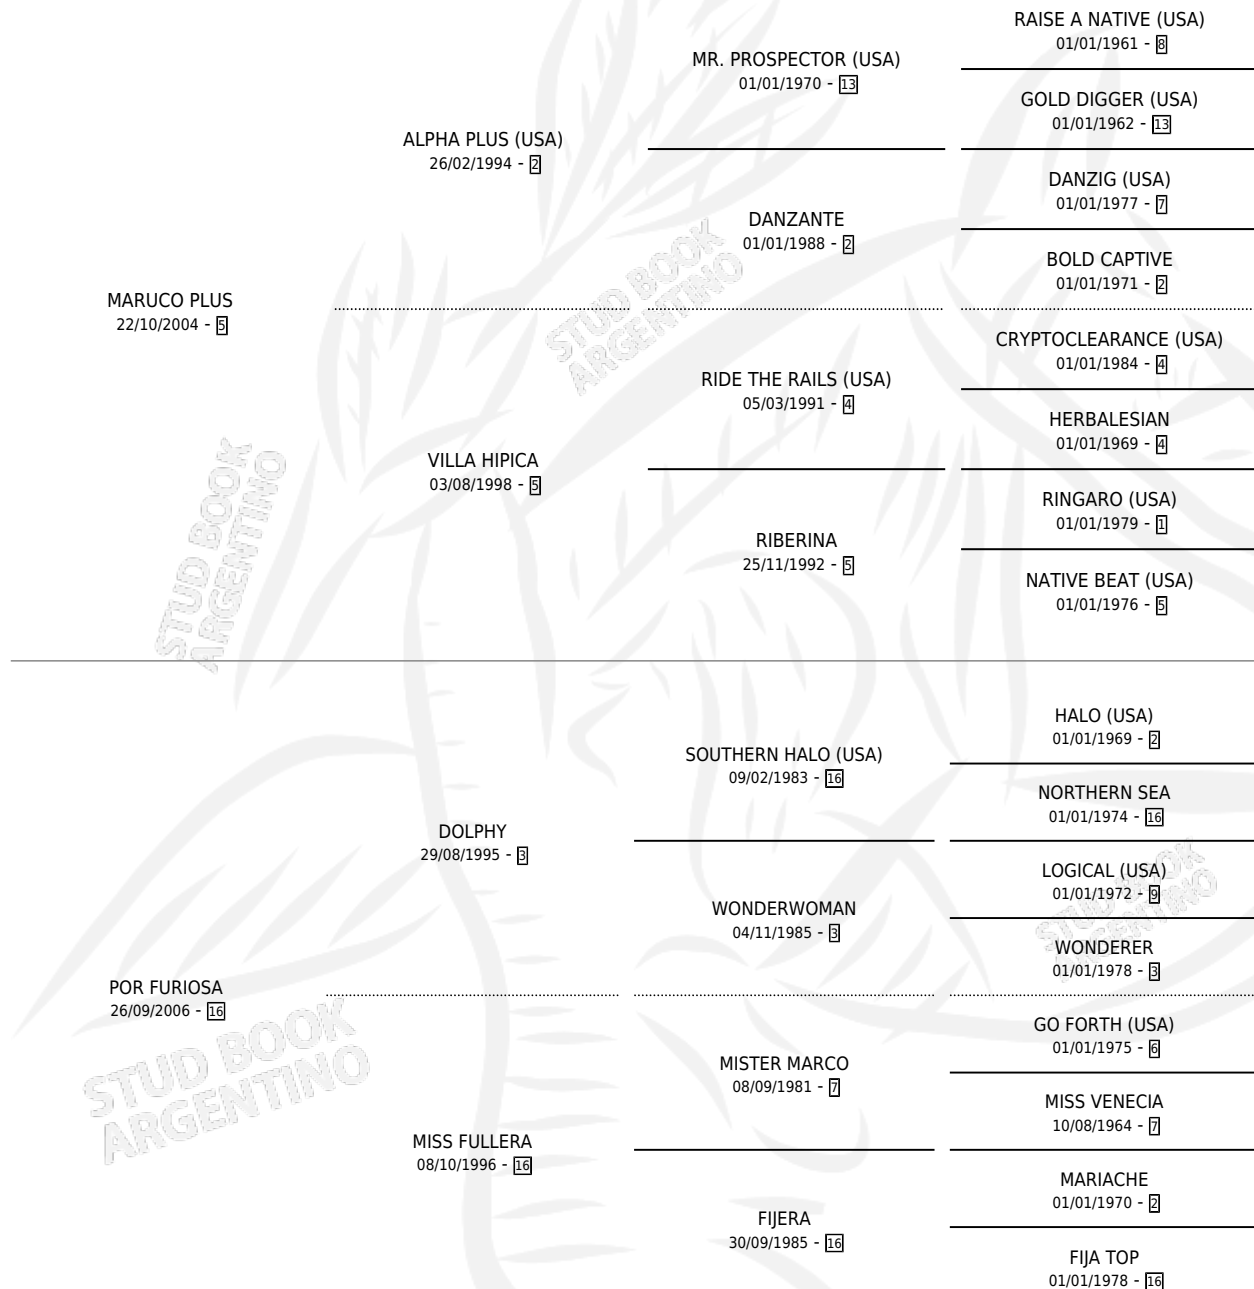 RAISE A NATIVE (USA)
01/01/1961 - 8
MR. PROSPECTOR (USA)
01/01/1970 - 13
GOLD DIGGER (USA)
01/01/1962 - 13
ALPHA PLUS (USA)
26/02/1994 - 2
DANZIG (USA)
01/01/1977 - 7
DANZANTE
01/01/1988 - 2
BOLD CAPTIVE
01/01/1971 - 2
MARUCO PLUS
22/10/2004 - 5
STUD BOOK
ARGENTINO
CRYPTOCLEARANCE (USA)
01/01/1984 - 4
RIDE THE RAILS (USA)
05/03/1991 - 4
HERBALESIAN
01/01/1969 - 4
VILLA HIPICA
03/08/1998 - 5
RINGARO (USA)
01/01/1979 - 1
RIBERINA
25/11/1992 - 5
NATIVE BEAT (USA)
01/01/1976 - 5
STUD BOOK
ARGENTINO
HALO (USA)
01/01/1969 - 2
SOUTHERN HALO (USA)
09/02/1983 - 16
NORTHERN SEA
01/01/1974 - 16
DOLPHY
29/08/1995 - 3
LOGICAL (USA)
01/01/1972 - 9
WONDERWOMAN
04/11/1985 - 3
STUD BOOK
ARGENTINO
WONDERER
01/01/1978 - 3
POR FURIOSA
26/09/2006 - 16
GO FORTH (USA)
01/01/1975 - 6
MISTER MARCO
08/09/1981 - 7
STUD BOOK
ARGENTINO
MISS VENECIA
10/08/1964 - 7
MISS FULLERA
08/10/1996 - 16
MARIACHE
01/01/1970 - 2
FIJERA
30/09/1985 - 16
FIJA TOP
01/01/1978 - 16